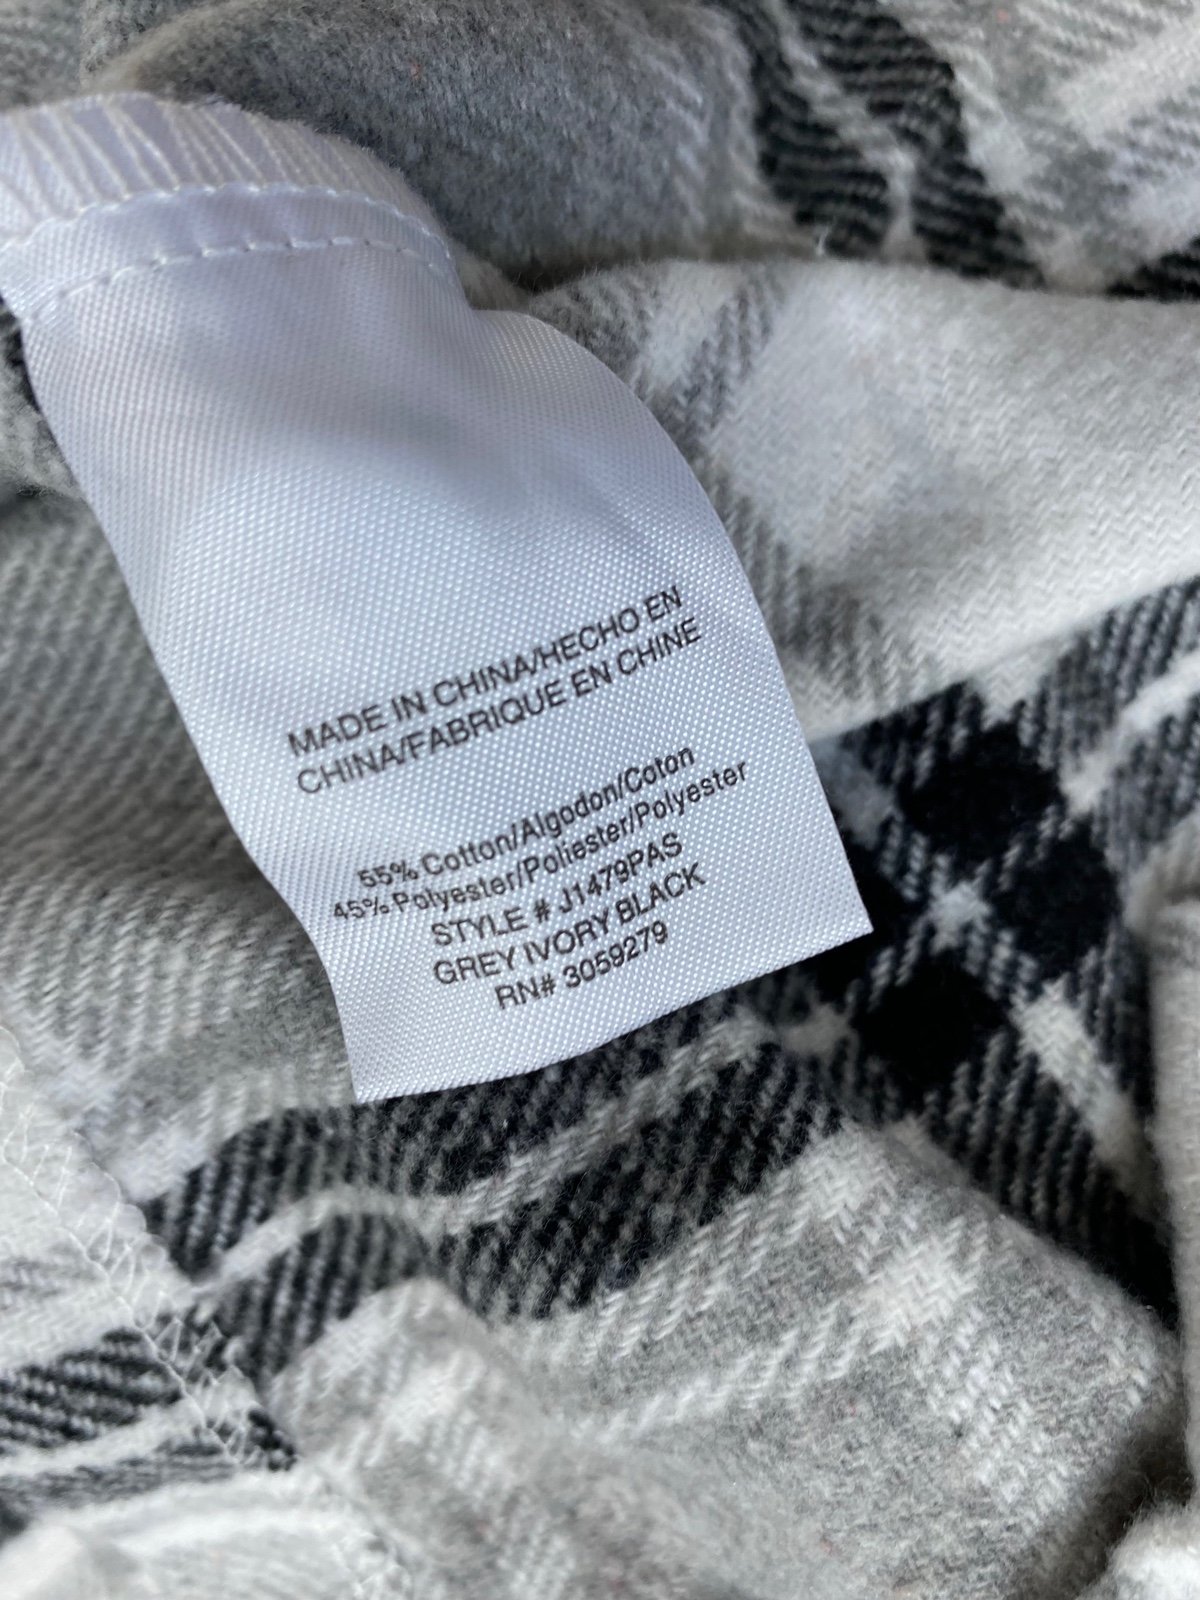 MADE IN CHINA/HECHO EN
CHINA/FABRIQUE EN CHINE
55% Cotton/Algodon/Coton
45% Polyester/Poliester/Polyester
STYLE # J1479PAS
GREY IVORY BLACK
RN# 3059279